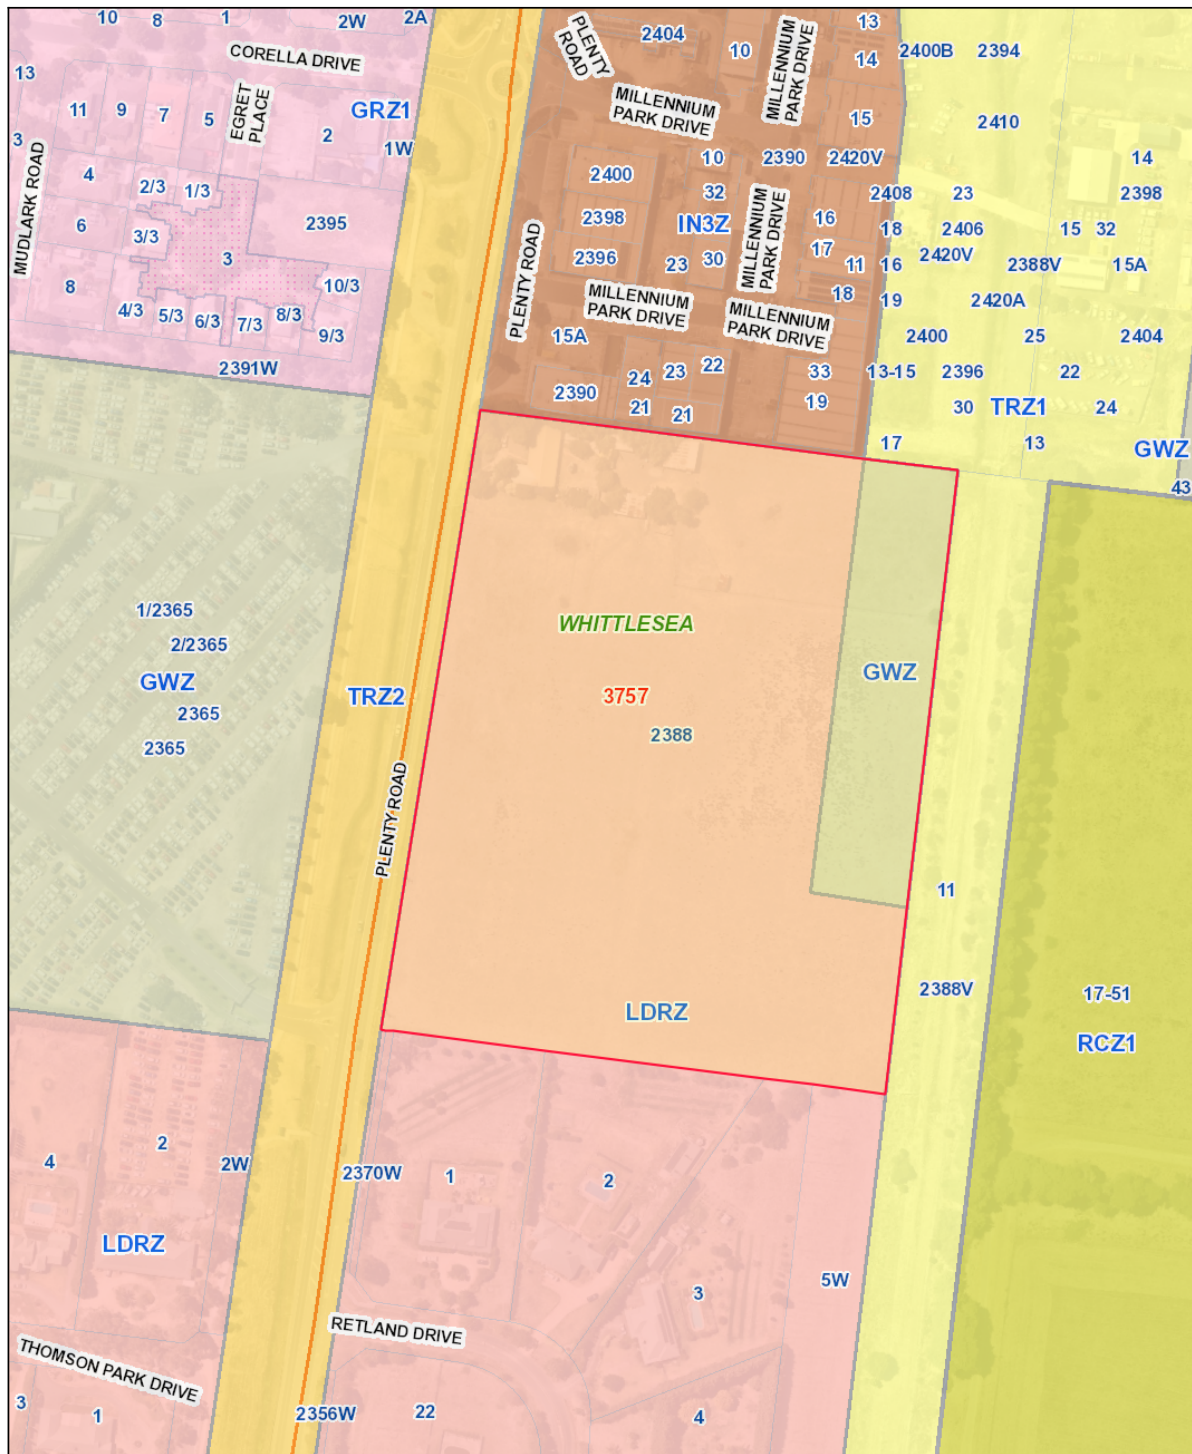 10
8
1
2W
2A
CORELLA DRIVE
13
11
9
7
5
EGRET
PLACE
2
GRZ1
1W
3
MUDLARK ROAD
4
2/3
1/3
6
3/3
3
2395
8
10/3
4/3
5/3
6/3
7/3
8/3
9/3
2391W
PLENTY
ROAD
2404
10
MILLENNIUM
PARK DRIVE
13
14
MILLENNIUM
PARK DRIVE
15
10
2390
2420V
2400
32
2398
IN3Z
MILLENNIUM
PARK DRIVE
16
17
2396
23
30
11
18
PLENTY ROAD
MILLENNIUM
PARK DRIVE
MILLENNIUM
PARK DRIVE
15A
24
23
22
33
2390
21
21
19
2400B
2394
2410
14
2408
23
2398
18
2406
15
32
2420V
16
2388V
15A
19
2420A
2400
25
2404
13-15
2396
22
30
TRZ1
24
17
13
GWZ
43
1/2365
2/2365
GWZ
2365
2365
TRZ2
PLENTY ROAD
WHITTLESEA
3757
2388
GWZ
LDRZ
11
2388V
17-51
RCZ1
4
2
2W
LDRZ
THOMSON PARK DRIVE
3
1
2370W
1
2
3
5W
RETLAND DRIVE
2356W
22
4